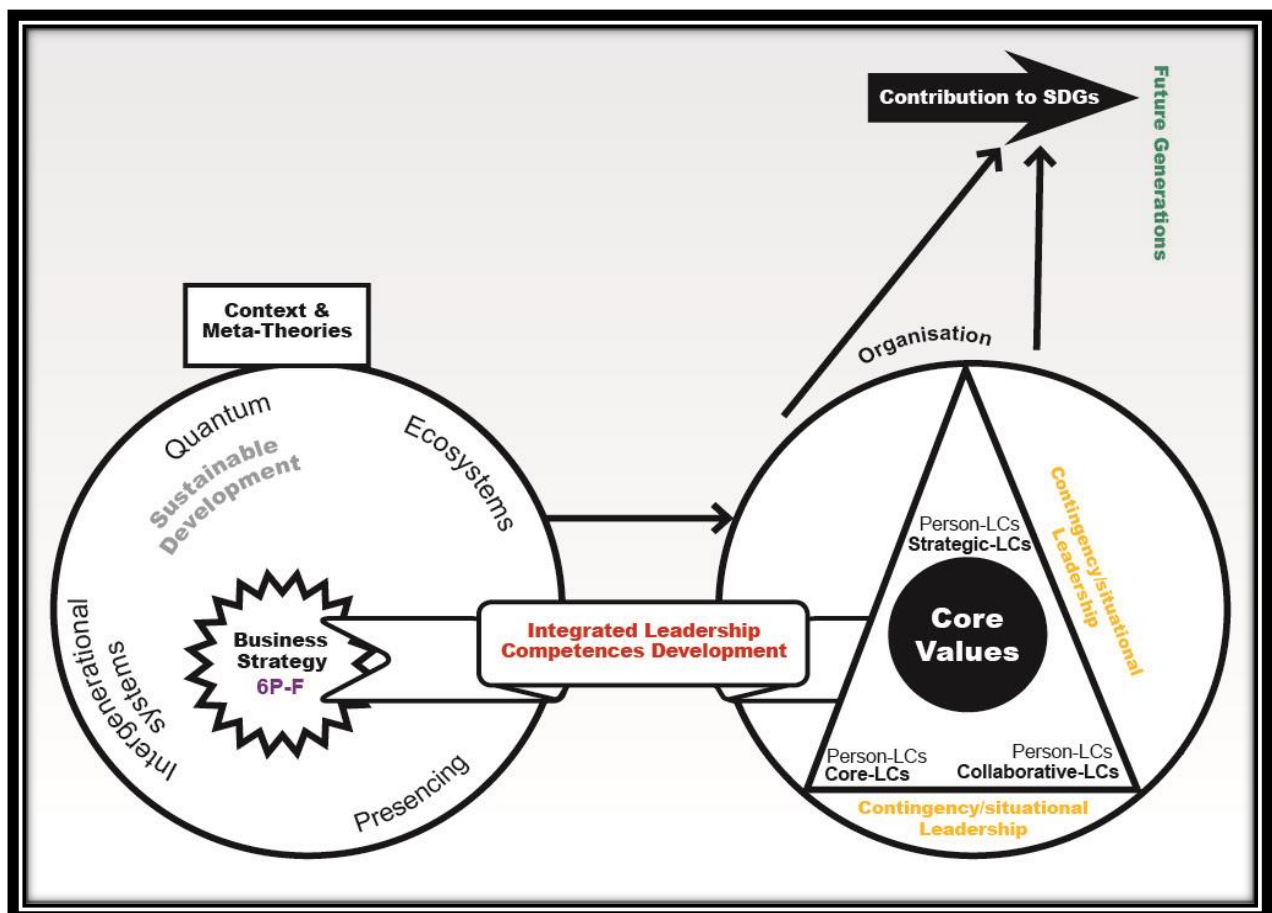 Contribution to SDGs
Future Generations
Context &
Meta-Theories
Quantum
Sustainable
Development
Ecosystems
Intergenerational
systems
Presencing
Business
Strategy
6P-F
Integrated Leadership
Competences Development
Organisation
Person-LCs
Strategic-LCs
Core
Values
Person-LCs
Core-LCs
Person-LCs
Collaborative-LCs
Contingency/situational
Leadership
Contingency/situational
Leadership